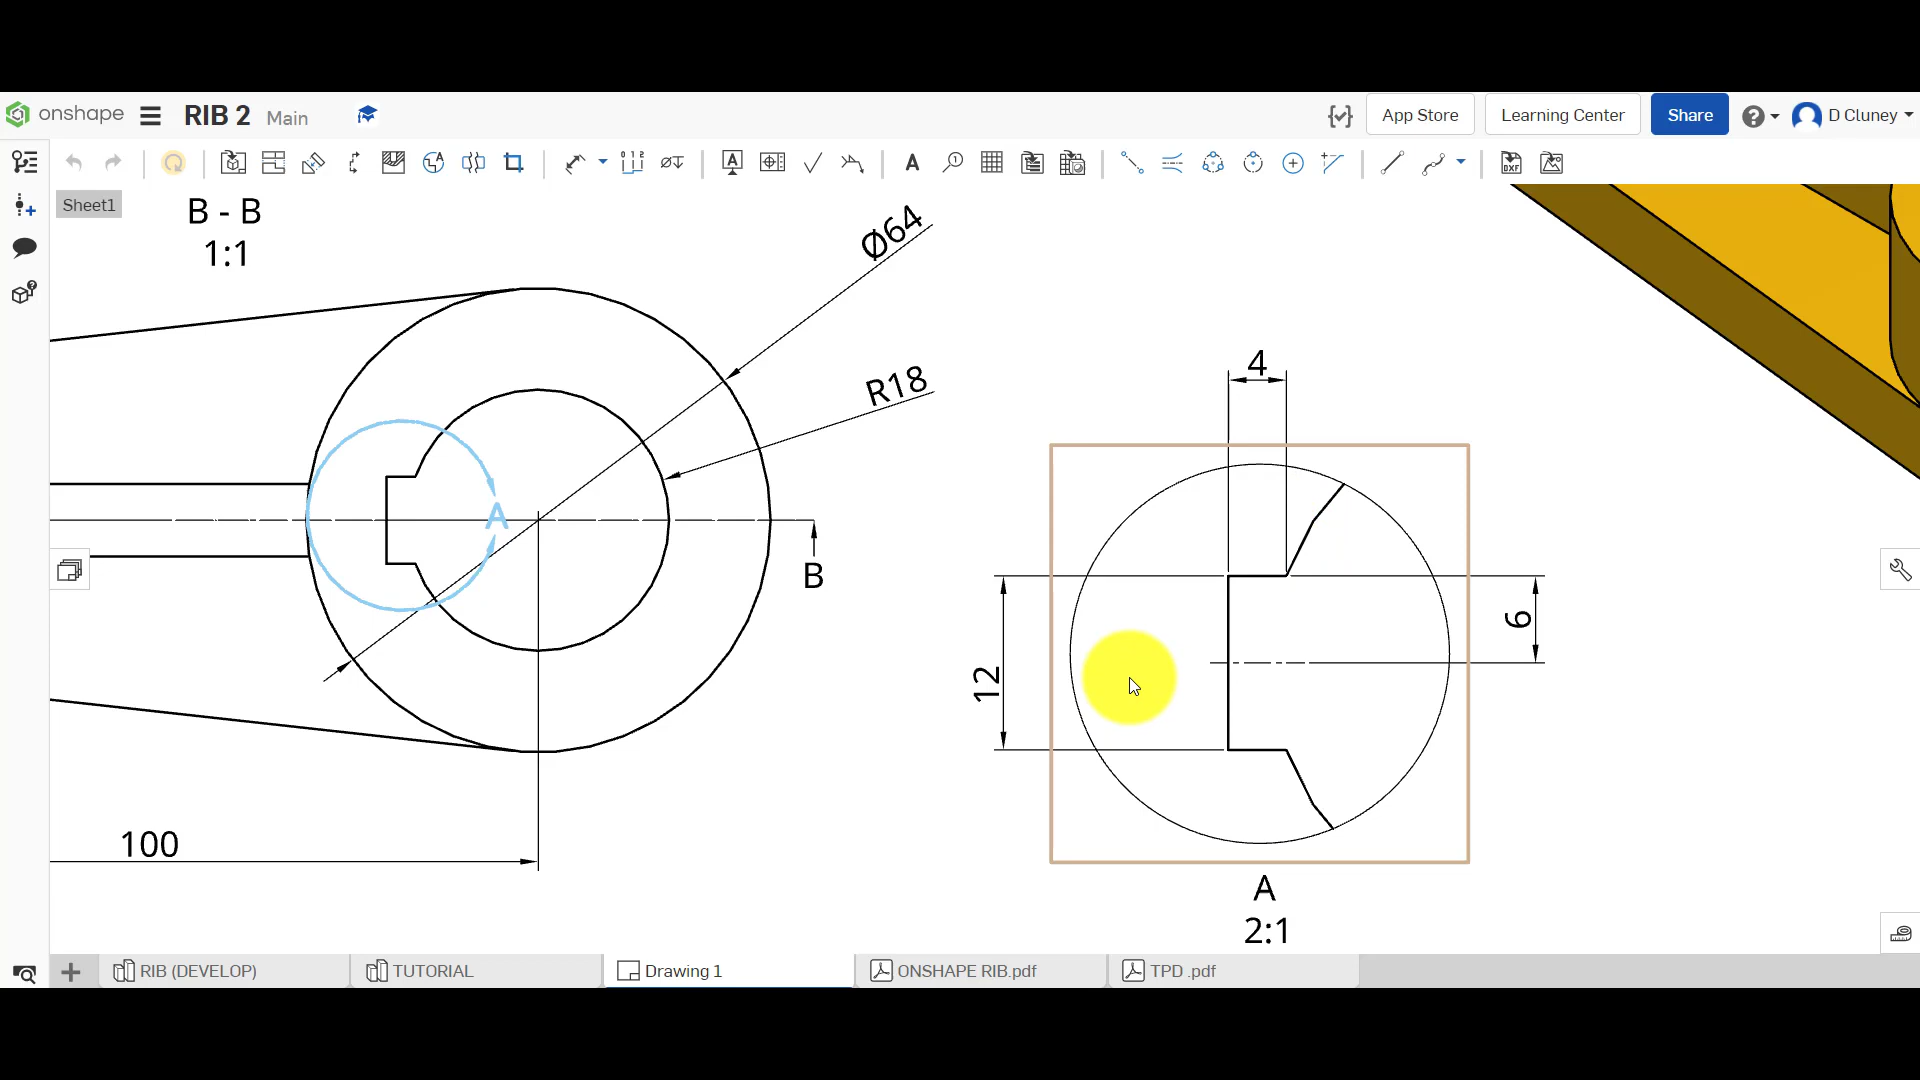 onshape
RIB 2 Main
App Store
Learning Center
Share
D Cluney
Sheet1
B - B
1:1
Ø64
R18
A
B
100
4
12
6
A
2:1
RIB (DEVELOP)
TUTORIAL
Drawing 1
ONSHAPE RIB.pdf
TPD .pdf